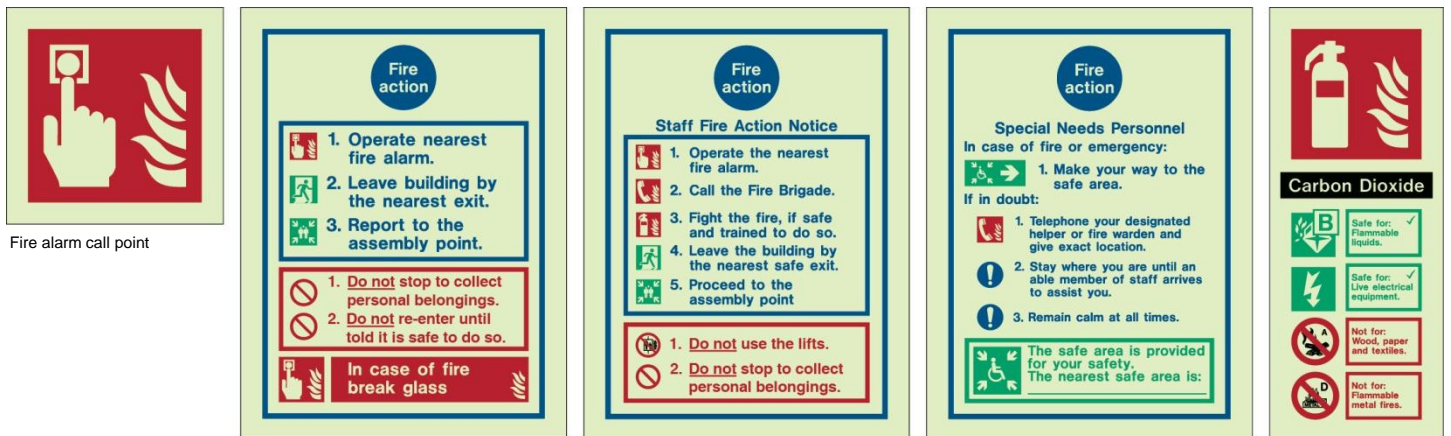 Fire alarm call point
Fire
action
1. Operate nearest
fire alarm.
2. Leave building by
the nearest exit.
3. Report to the
assembly point.
1. Do not stop to collect
personal belongings.
2. Do not re-enter until
told it is safe to do so.
In case of fire
break glass
Fire
action
Staff Fire Action Notice
1. Operate the nearest
fire alarm.
2. Call the Fire Brigade.
3. Fight the fire, if safe
and trained to do so.
4. Leave the building by
the nearest safe exit.
5. Proceed to the
assembly point
1. Do not use the lifts.
2. Do not stop to collect
personal belongings.
Fire
action
Special Needs Personnel
In case of fire or emergency:
1. Make your way to the
safe area.
If in doubt:
1. Telephone your designated
helper or fire warden and
give exact location.
2. Stay where you are until an
able member of staff arrives
to assist you.
3. Remain calm at all times.
The safe area is provided
for your safety.
The nearest safe area is:
Carbon Dioxide
B
Safe for:
Flammable
liquids.
Safe for:
Live electrical
equipment.
A
Not for:
Wood, paper
and textiles.
D
Not for:
Flammable
metal fires.